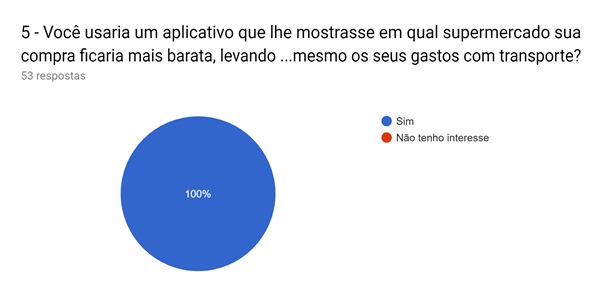 5 - Você usaria um aplicativo que lhe mostrasse em qual supermercado sua
compra ficaria mais barata, levando ...mesmo os seus gastos com transporte?
53 respostas
Sim
Não tenho interesse
100%